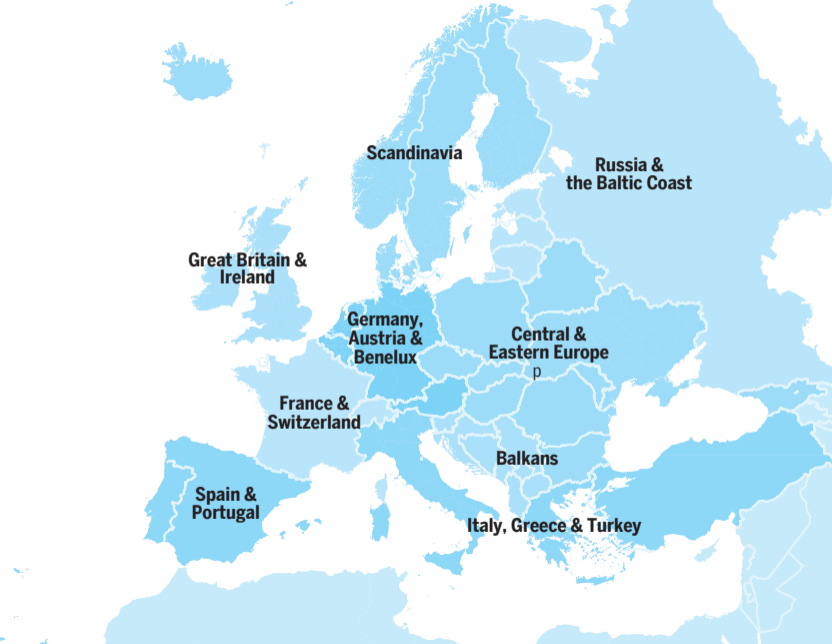 Scandinavia
Russia &
the Baltic Coast
Great Britain &
Ireland
Germany,
Austria &
Benelux
Central &
Eastern Europe
p
France &
Switzerland
Balkans
Spain &
Portugal
Italy, Greece & Turkey